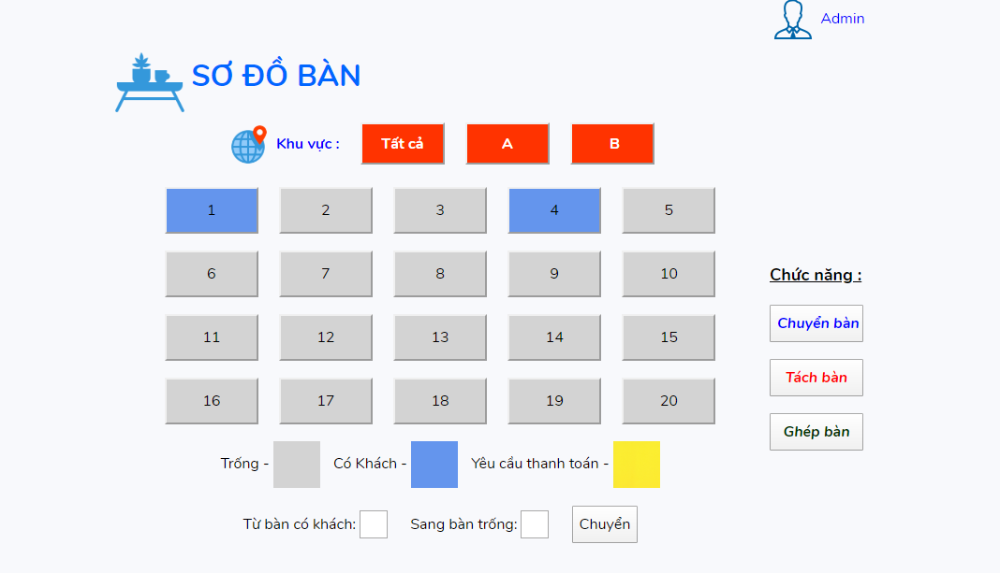 Admin
SƠ ĐỒ BÀN
Khu vực : Tất cả A B
1 2 3 4 5
6 7 8 9 10
Chức năng :
11 12 13 14 15
Chuyển bàn
Tách bàn
16 17 18 19 20
Ghép bàn
Trống - Có Khách - Yêu cầu thanh toán -
Từ bàn có khách: Sang bàn trống: Chuyển